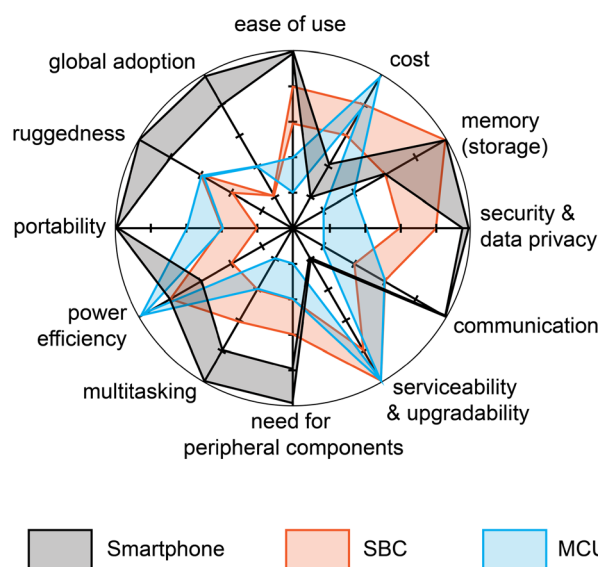 ease of use
global adoption
cost
ruggedness
memory
(storage)
portability
security &
data privacy
power
efficiency
communication
multitasking
serviceability
& upgradability
need for
peripheral components
Smartphone
SBC
MCU